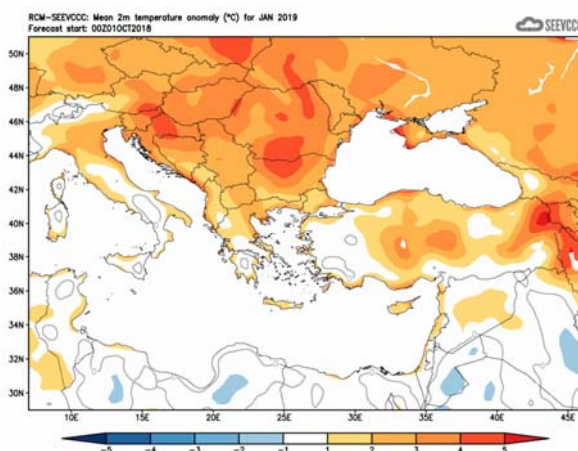 RCM-SEEVCCC: Mean 2m temperature anomaly (°C) for JAN 2019
Forecast start: 00Z01OCT2018
SEEVCCC
50N
48N
46N
44N
42N
40N
38N
36N
34N
32N
30N
10E 15E 20E 25E 30E 35E 40E 45E
-5 -4 -3 -2 -1 1 2 3 4 5